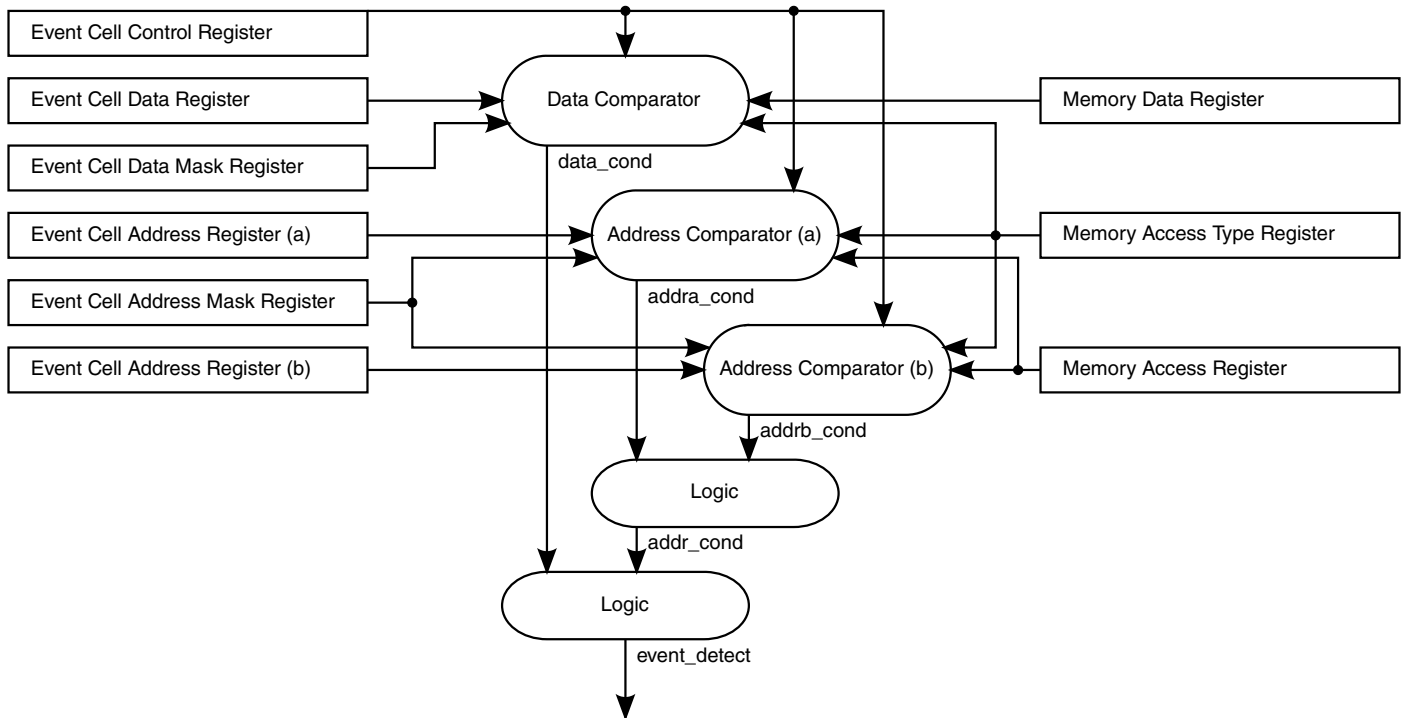 Event Cell Control Register
Event Cell Data Register
Data Comparator
Memory Data Register
Event Cell Data Mask Register
data_cond
Event Cell Address Register (a)
Address Comparator (a)
Memory Access Type Register
Event Cell Address Mask Register
addra_cond
Event Cell Address Register (b)
Address Comparator (b)
Memory Access Register
addrb_cond
Logic
addr_cond
Logic
event_detect